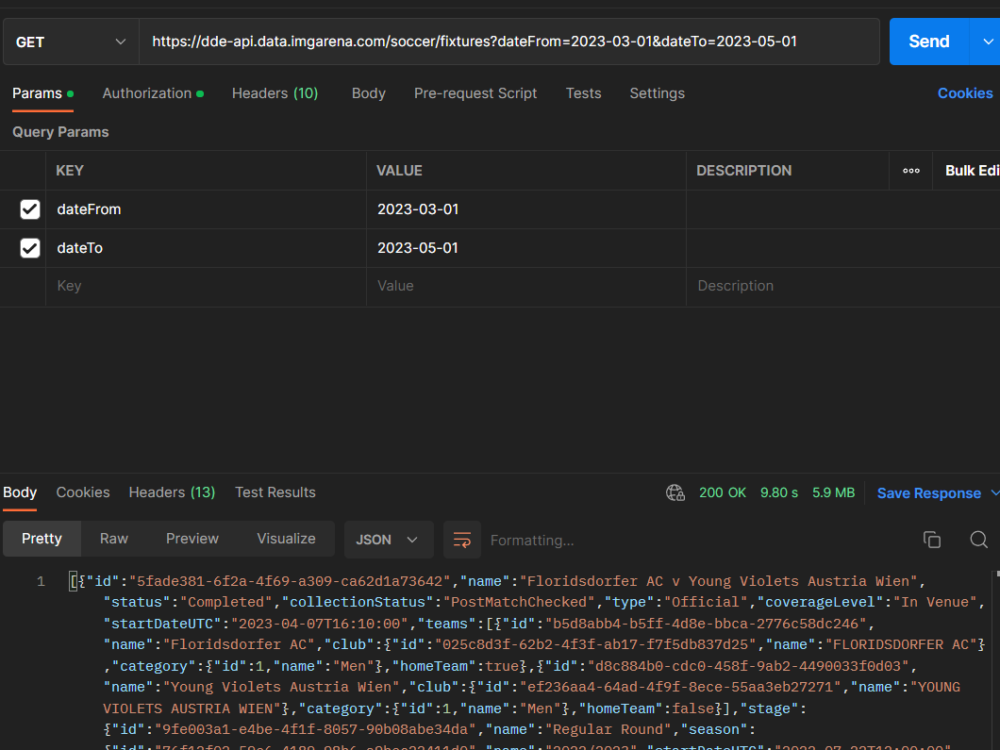 GET https://dde-api.data.imgarena.com/soccer/fixtures?dateFrom=2023-03-01&dateTo=2023-05-01 Send
Params Authorization Headers (10) Body Pre-request Script Tests Settings Cookies
Query Params
KEY VALUE DESCRIPTION Bulk Edi
dateFrom 2023-03-01
dateTo 2023-05-01
Key Value Description
Body Cookies Headers (13) Test Results 200 OK 9.80 s 5.9 MB Save Response
Pretty Raw Preview Visualize JSON Formatting...
1 [{"id":"5fade381-6f2a-4f69-a309-ca62d1a73642","name":"Floridsdorfer AC v Young Violets Austria Wien",
"status":"Completed","collectionStatus":"PostMatchChecked","type":"Official","coverageLevel":"In Venue",
"startDateUTC":"2023-04-07T16:10:00","teams":[{"id":"b5d8abb4-b5ff-4d8e-bbca-2776c58dc246",
"name":"Floridsdorfer AC","club":{"id":"025c8d3f-62b2-4f3f-ab17-f7f5db837d25","name":"FLORIDSDORFER AC"}
,"category":{"id":1,"name":"Men"},"homeTeam":true},{"id":"d8c884b0-cdc0-458f-9ab2-4490033f0d03",
"name":"Young Violets Austria Wien","club":{"id":"ef236aa4-64ad-4f9f-8ece-55aa3eb27271","name":"YOUNG
VIOLETS AUSTRIA WIEN"},"category":{"id":1,"name":"Men"},"homeTeam":false}],"stage":
{"id":"9fe003a1-e4be-4f1f-8057-90b08abe34da","name":"Regular Round","season":